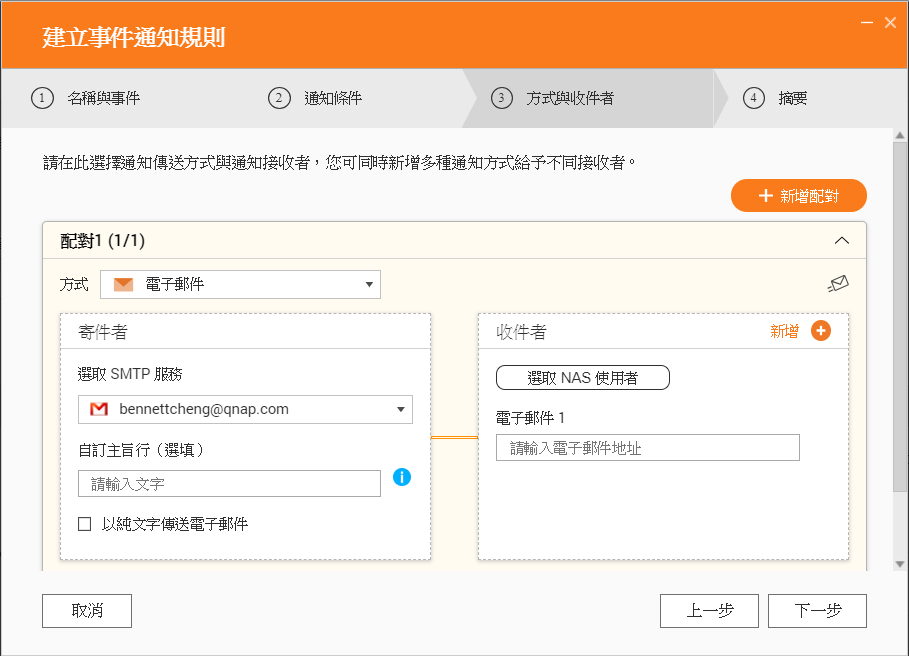 建立事件通知規則
1 名稱與事件
2 通知條件
3 方式與收件者
4 摘要
請在此選擇通知傳送方式與通知接收者，您可同時新增多種通知方式給予不同接收者。
新增配對
配對1 (1/1)
方式
電子郵件
寄件者
選取 SMTP 服務
bennettcheng@qnap.com
自訂主旨行（選填）
請輸入文字
以純文字傳送電子郵件
收件者
新增
選取 NAS 使用者
電子郵件 1
請輸入電子郵件地址
取消
上一步
下一步